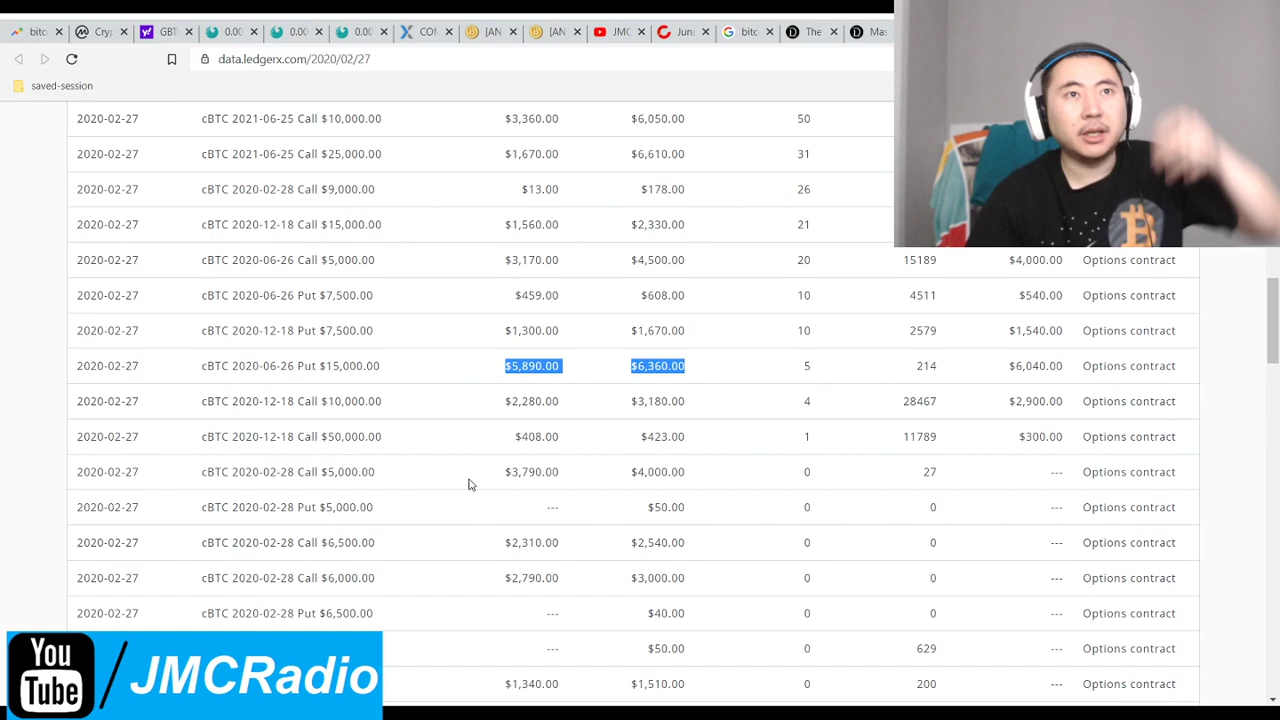 bitc
Cryp
GBT
0.00
0.00
0.00
CON
[AN
[AN
JMC
Juns
bitc
The
Mas
data.ledgerx.com/2020/02/27
saved-session
2020-02-27 cBTC 2021-06-25 Call $10,000.00 $3,360.00 $6,050.00 50
2020-02-27 cBTC 2021-06-25 Call $25,000.00 $1,670.00 $6,610.00 31
2020-02-27 cBTC 2020-02-28 Call $9,000.00 $13.00 $178.00 26
2020-02-27 cBTC 2020-12-18 Call $15,000.00 $1,560.00 $2,330.00 21
2020-02-27 cBTC 2020-06-26 Call $5,000.00 $3,170.00 $4,500.00 20 15189 $4,000.00 Options contract
2020-02-27 cBTC 2020-06-26 Put $7,500.00 $459.00 $608.00 10 4511 $540.00 Options contract
2020-02-27 cBTC 2020-12-18 Put $7,500.00 $1,300.00 $1,670.00 10 2579 $1,540.00 Options contract
2020-02-27 cBTC 2020-06-26 Put $15,000.00 $5,890.00 $6,360.00 5 214 $6,040.00 Options contract
2020-02-27 cBTC 2020-12-18 Call $10,000.00 $2,280.00 $3,180.00 4 28467 $2,900.00 Options contract
2020-02-27 cBTC 2020-12-18 Call $50,000.00 $408.00 $423.00 1 11789 $300.00 Options contract
2020-02-27 cBTC 2020-02-28 Call $5,000.00 $3,790.00 $4,000.00 0 27 --- Options contract
2020-02-27 cBTC 2020-02-28 Put $5,000.00 --- $50.00 0 0 --- Options contract
2020-02-27 cBTC 2020-02-28 Call $6,500.00 $2,310.00 $2,540.00 0 0 --- Options contract
2020-02-27 cBTC 2020-02-28 Call $6,000.00 $2,790.00 $3,000.00 0 0 --- Options contract
2020-02-27 cBTC 2020-02-28 Put $6,500.00 --- $40.00 0 0 --- Options contract
--- $50.00 0 629 --- Options contract
$1,340.00 $1,510.00 0 200 --- Options contract
You
Tube
/ JMCRadio